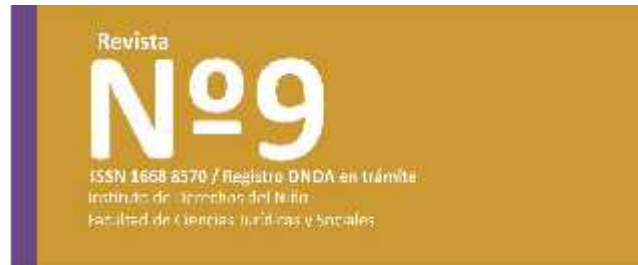 Revista
Nº9
ISSN 1668 8570 / Registro DNDA en trámite
Instituto de Derechos del Niño
Facultad de Ciencias Jurídicas y Sociales